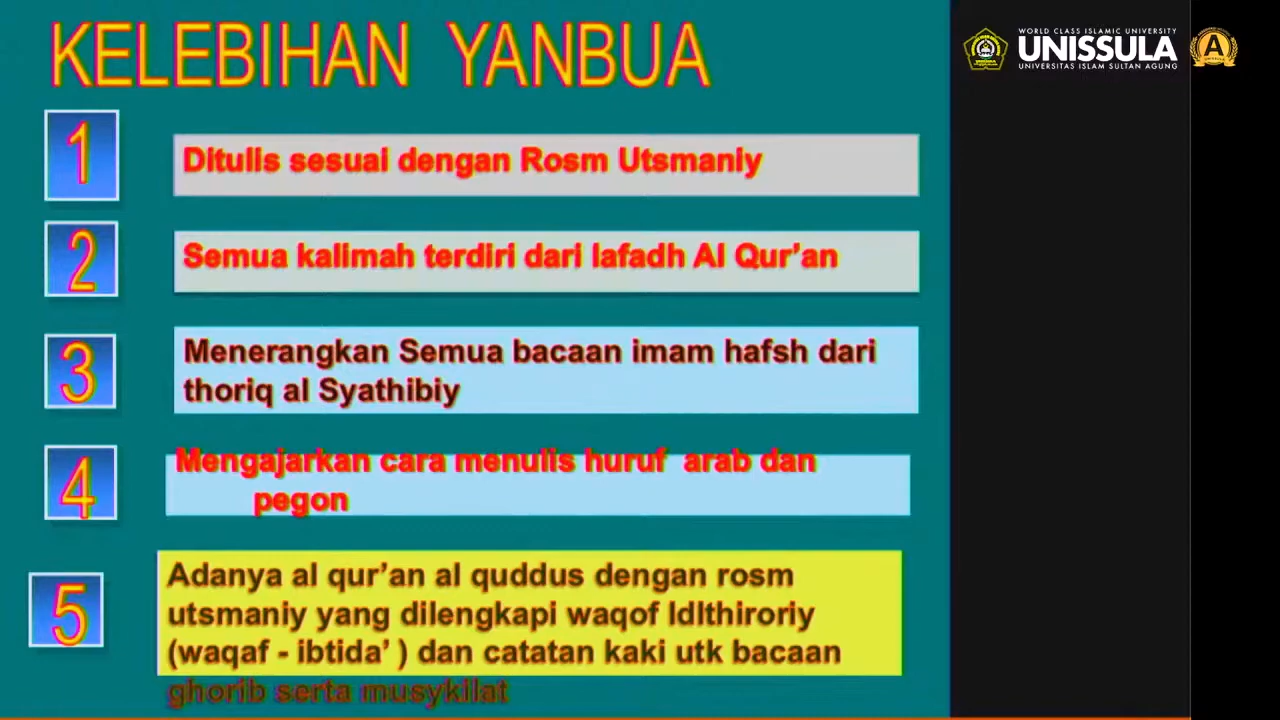 KELEBIHAN YANBUA
WORLD CLASS ISLAMIC UNIVERSITY
UNISSULA
UNIVERSITAS ISLAM SULTAN AGUNG
A
1
Ditulis sesuai dengan Rosm Utsmaniy
2
Semua kalimah terdiri dari lafadh Al Qur'an
3
Menerangkan Semua bacaan imam hafsh dari
thoriq al Syathibiy
4
Mengajarkan cara menulis huruf arab dan
pegon
5
Adanya al qur'an al quddus dengan rosm
utsmaniy yang dilengkapi waqof Idlthiroriy
(waqaf - ibtida' ) dan catatan kaki utk bacaan
ghorib serta musykilat